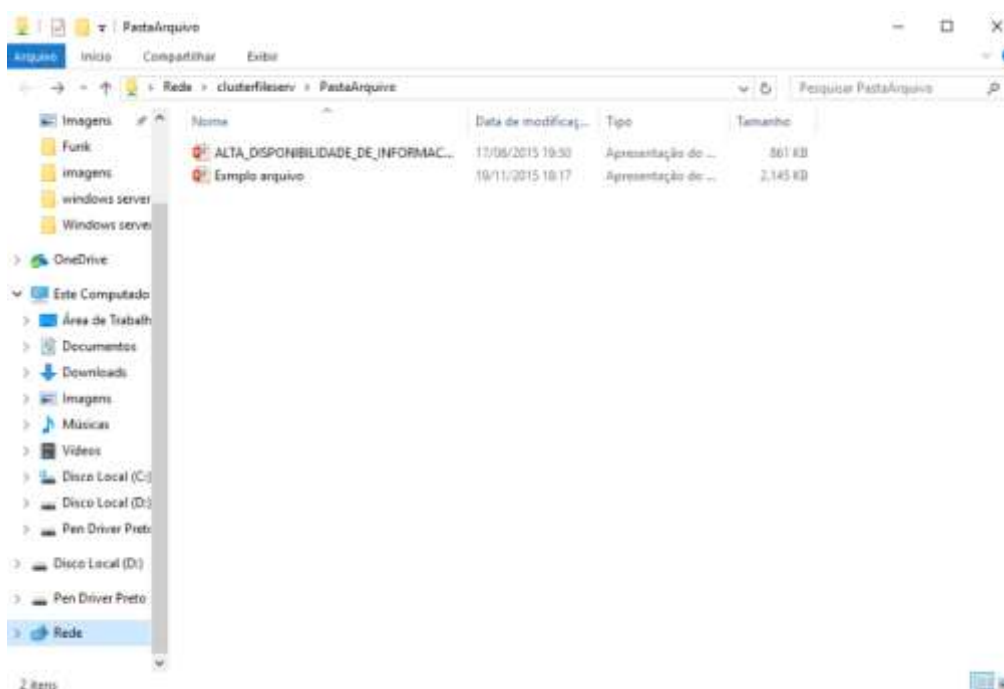 PastaArquivo
Arquivo Início Compartilhar Exibir
Rede › clusterfileserv › PastaArquivo Pesquisar PastaArquivo
Nome Data de modificaç... Tipo Tamanho
ALTA_DISPONIBILIDADE_DE_INFORMAC... 17/06/2015 19:50 Apresentação do ... 861 KB
Exmplo arquivo 19/11/2015 18:17 Apresentação do ... 2.145 KB
Imagens
Funk
imagens
windows server
Windows server
OneDrive
Este Computado
Área de Trabalh
Documentos
Downloads
Imagens
Músicas
Vídeos
Disco Local (C:)
Disco Local (D:)
Pen Driver Preto
Disco Local (D:)
Pen Driver Preto
Rede
2 itens